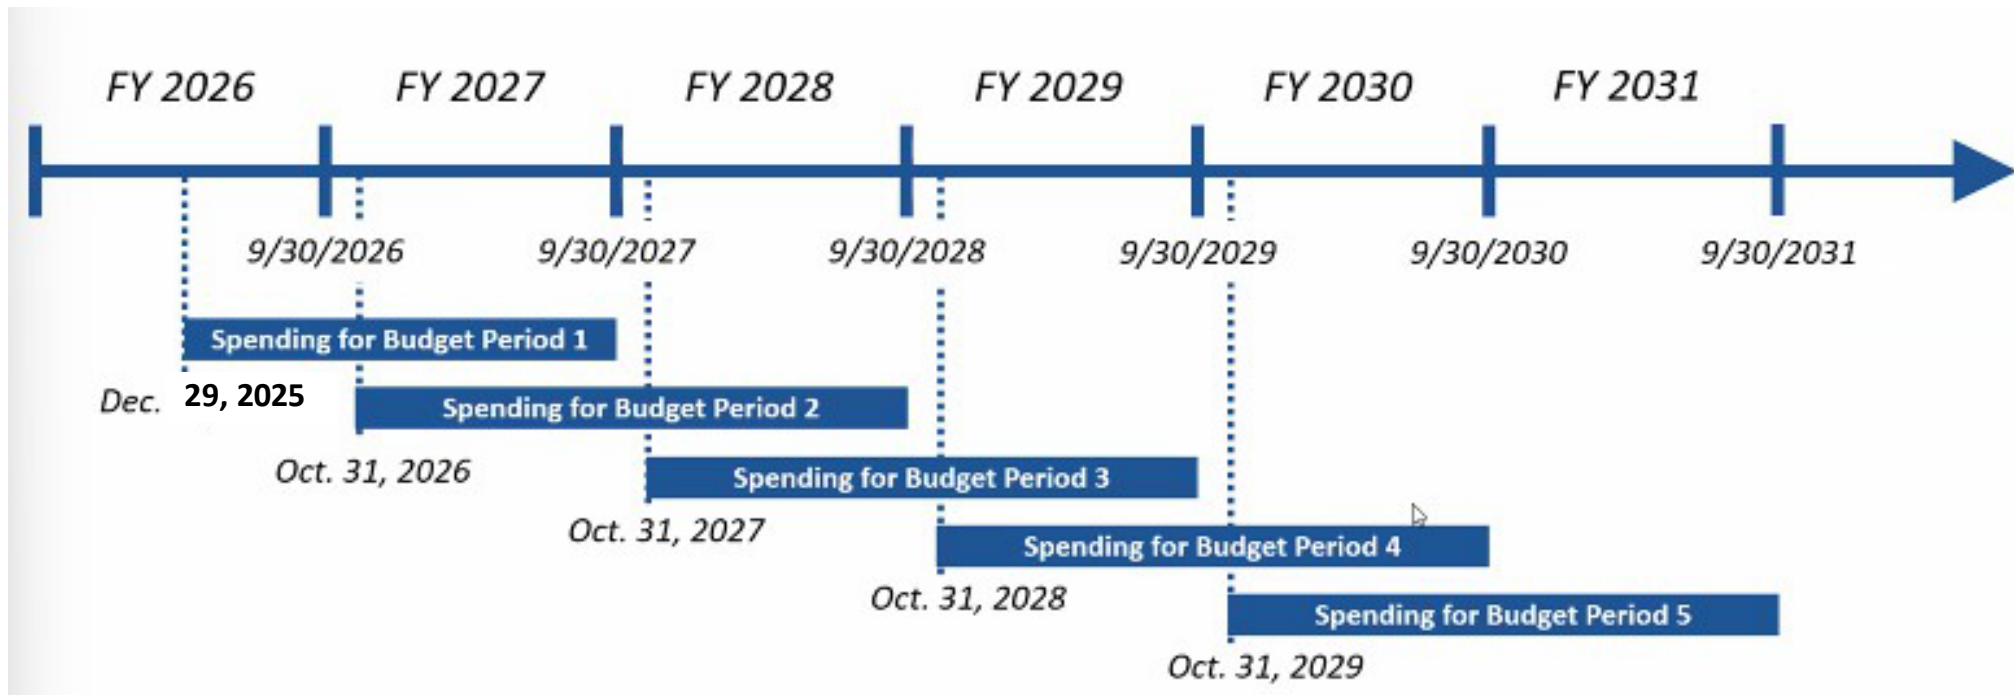 FY 2026 FY 2027 FY 2028 FY 2029 FY 2030 FY 2031
9/30/2026 9/30/2027 9/30/2028 9/30/2029 9/30/2030 9/30/2031
Spending for Budget Period 1
Dec. 29, 2025
Spending for Budget Period 2
Oct. 31, 2026
Spending for Budget Period 3
Oct. 31, 2027
Spending for Budget Period 4
Oct. 31, 2028
Spending for Budget Period 5
Oct. 31, 2029